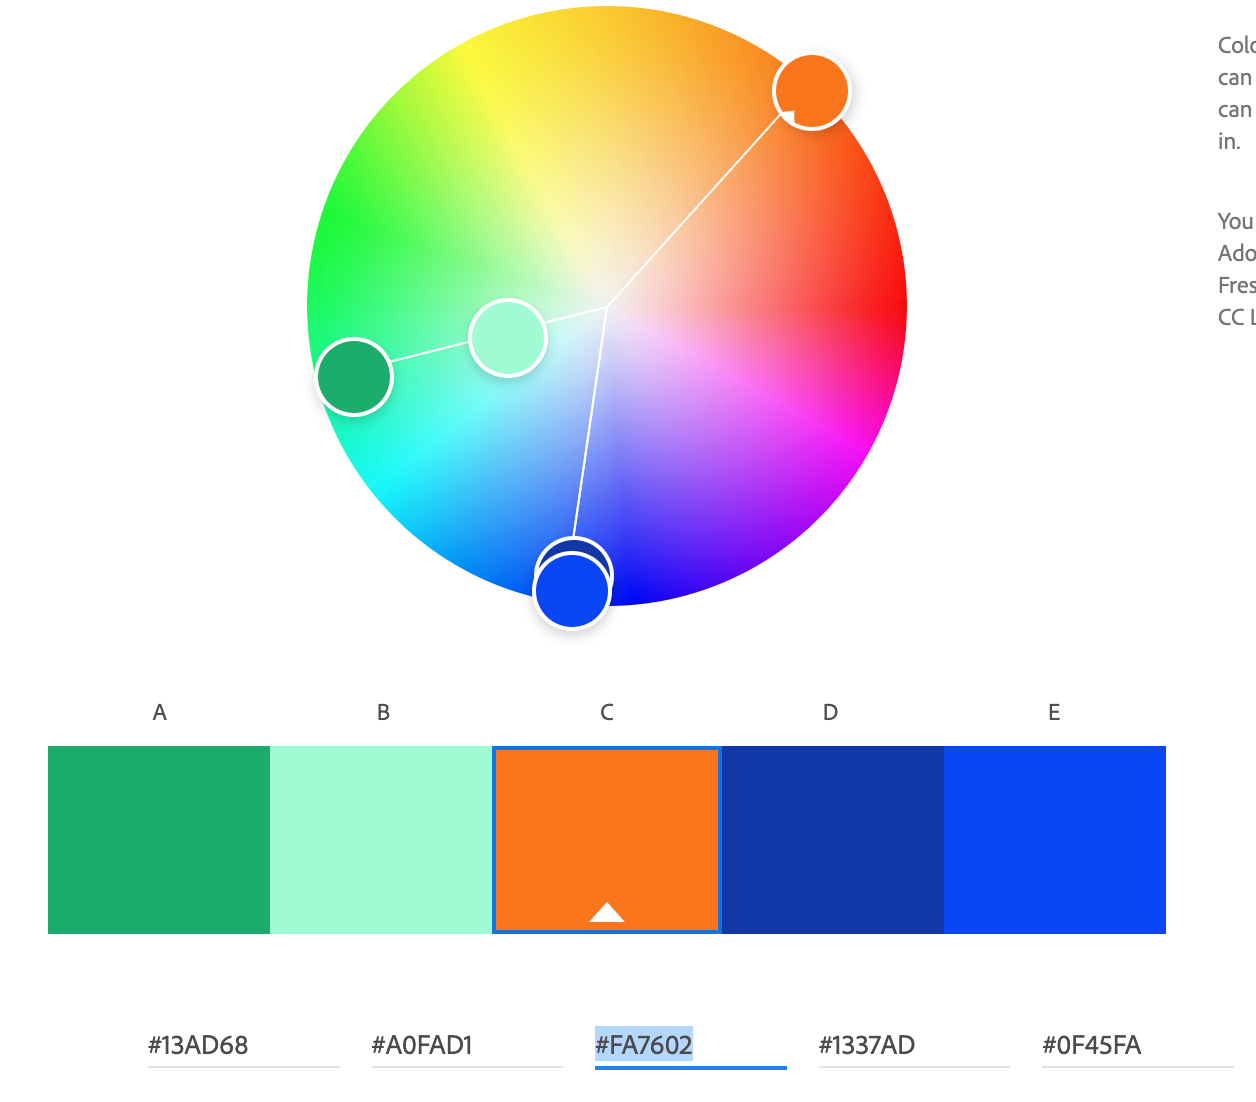 Colo
can
can
in.
You
Ado
Fres
CC L
A B C D E
#13AD68 #A0FAD1 #FA7602 #1337AD #0F45FA